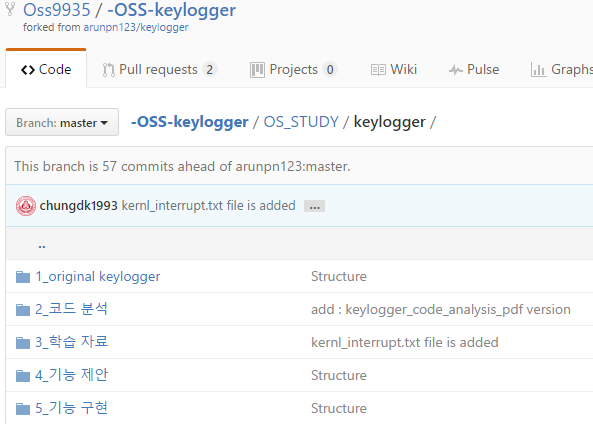 Oss9935 / -OSS-keylogger
forked from arunpn123/keylogger
Code Pull requests 2 Projects 0 Wiki Pulse Graphs
Branch: master -OSS-keylogger / OS_STUDY / keylogger /
This branch is 57 commits ahead of arunpn123:master.
chungdk1993 kernl_interrupt.txt file is added ...
..
1_original keylogger Structure
2_코드 분석 add : keylogger_code_analysis_pdf version
3_학습 자료 kernl_interrupt.txt file is added
4_기능 제안 Structure
5_기능 구현 Structure